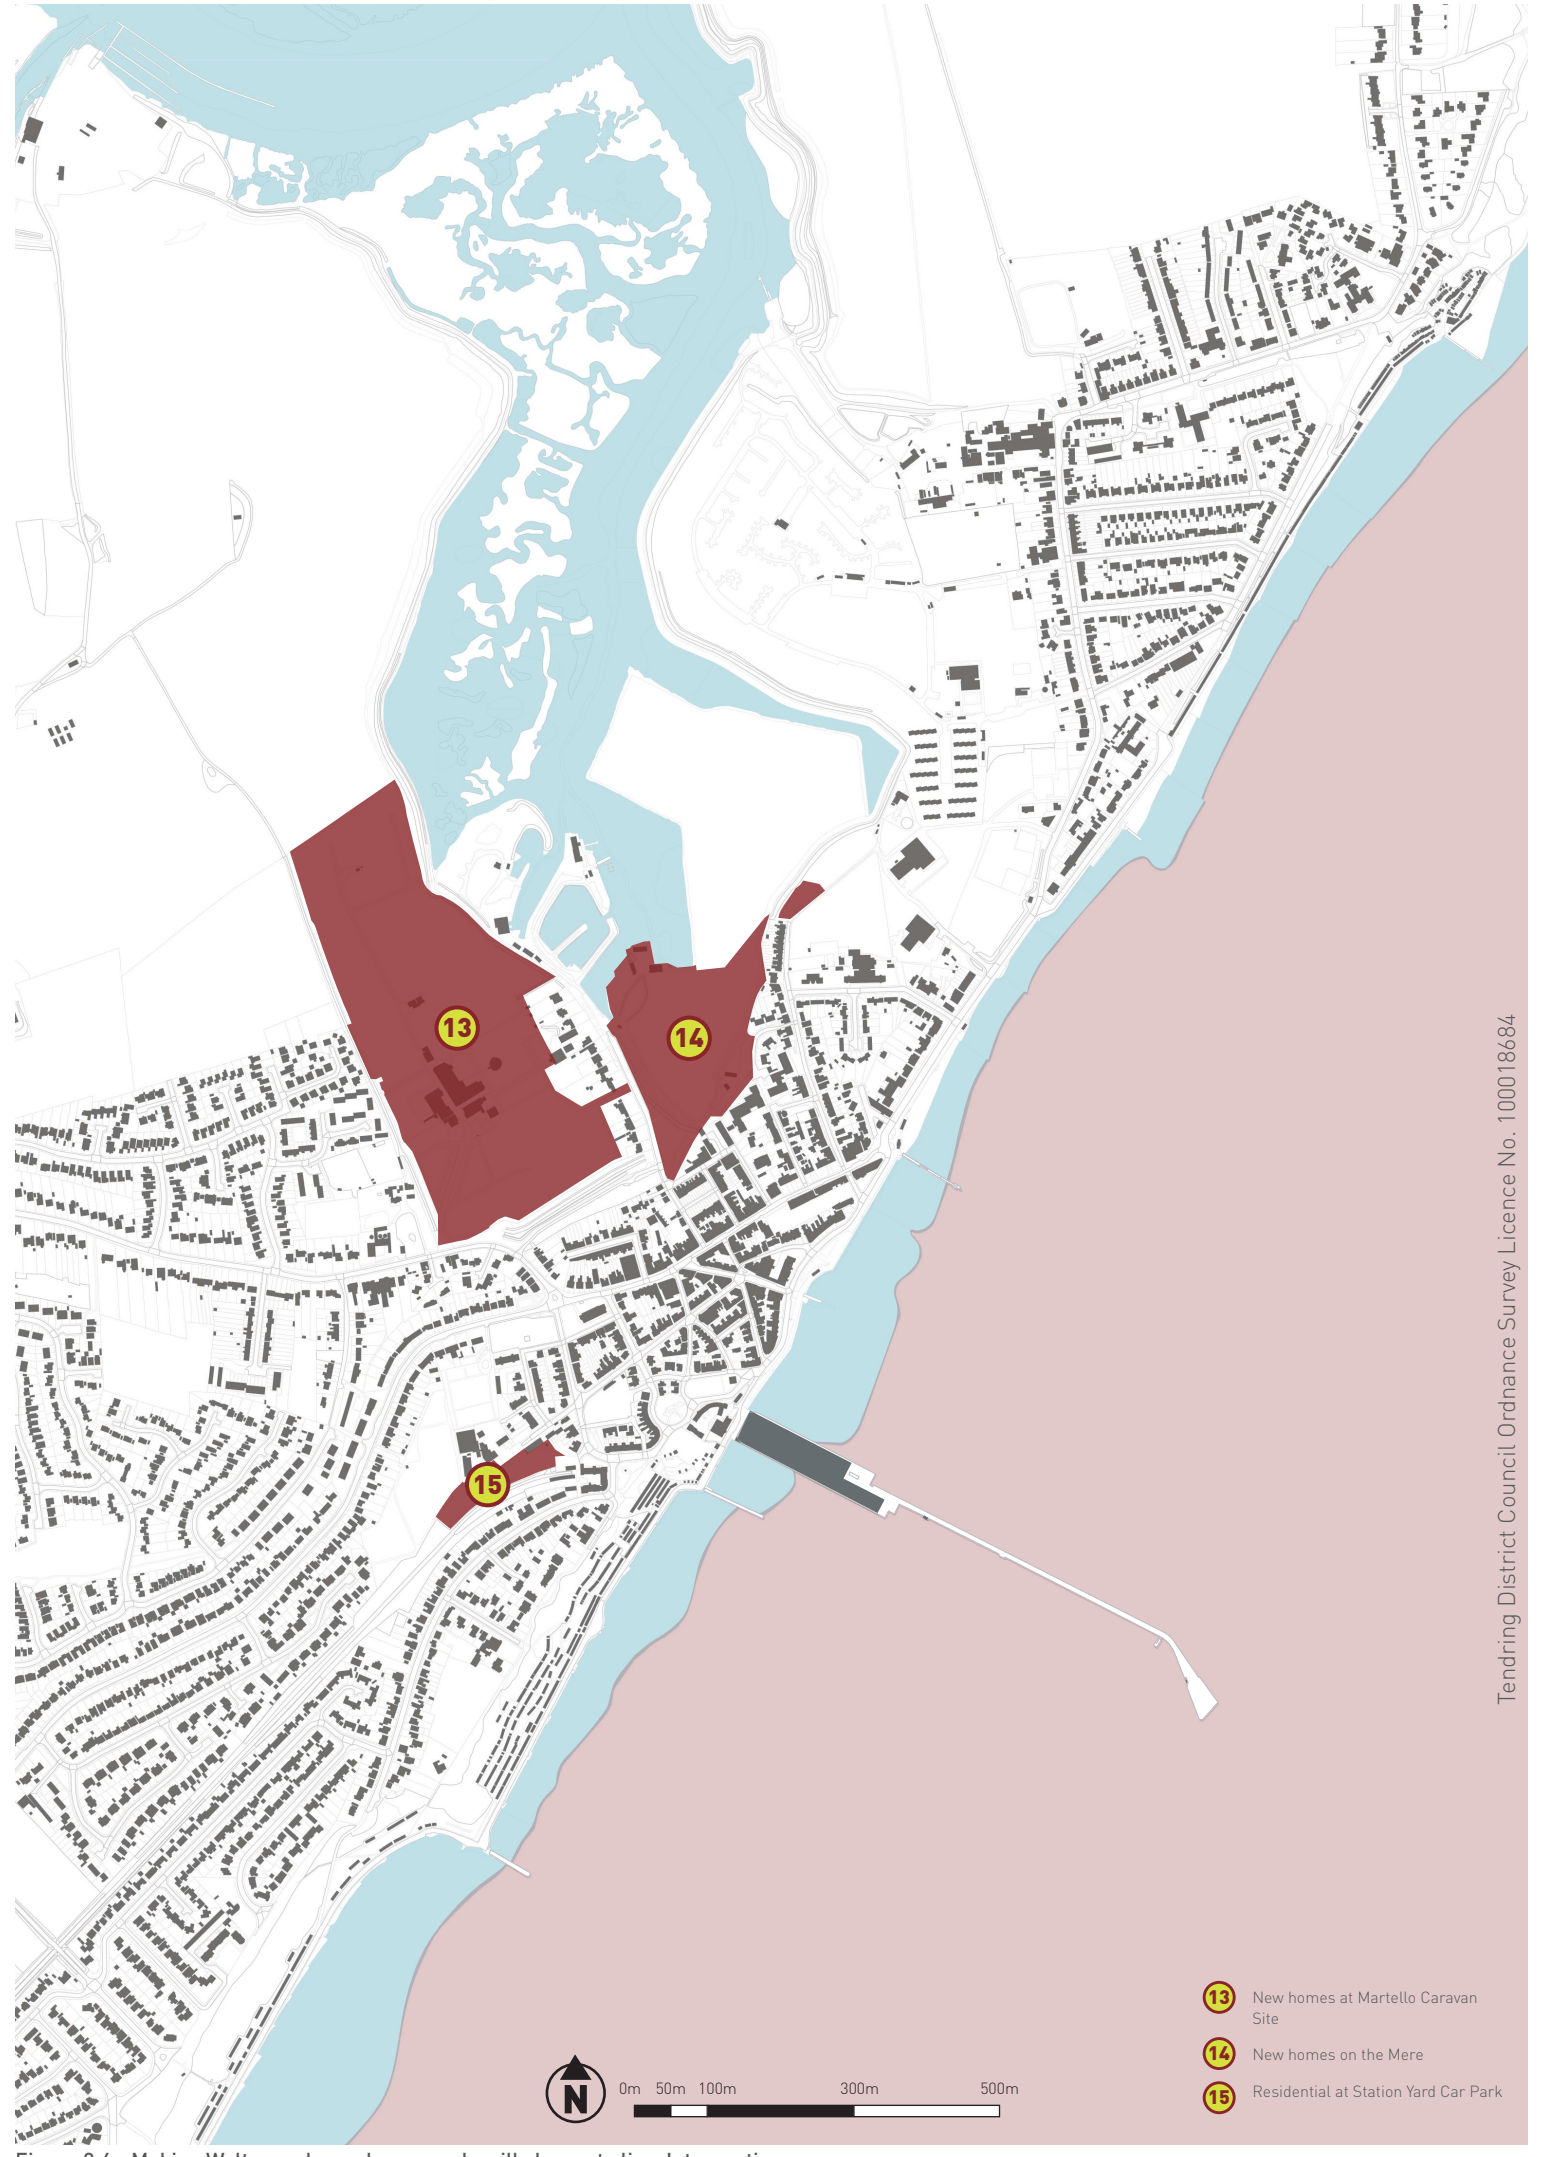 13
14
15
Tendring District Council Ordnance Survey Licence No. 100018684
13 New homes at Martello Caravan
Site
14 New homes on the Mere
15 Residential at Station Yard Car Park
N
0m 50m 100m 300m 500m